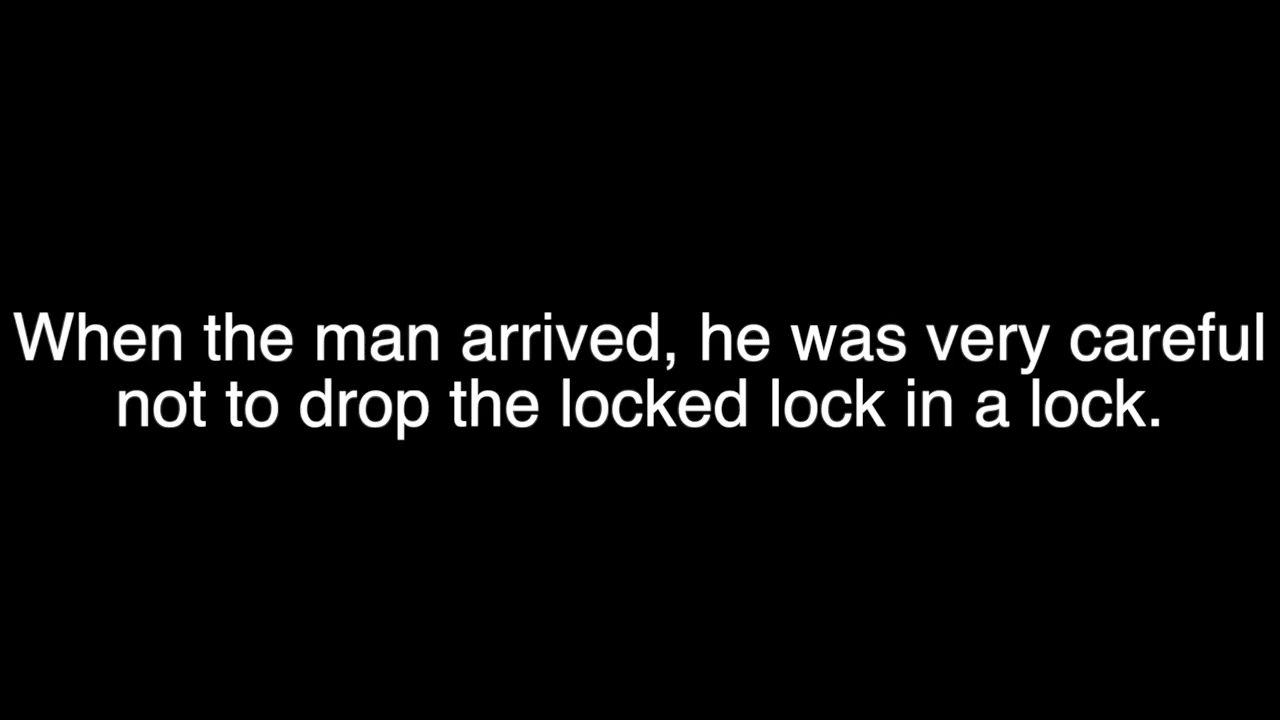 When the man arrived, he was very careful
not to drop the locked lock in a lock.